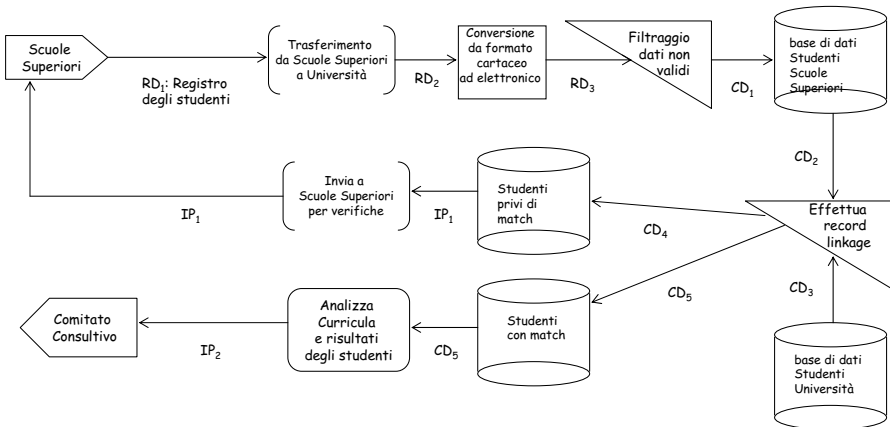 Scuole
Superiori
RD1: Registro
degli studenti
Trasferimento
da Scuole Superiori
a Università
RD2
Conversione
da formato
cartaceo
ad elettronico
RD3
Filtraggio
dati non
validi
CD1
base di dati
Studenti
Scuole
Superiori
CD2
IP1
Invia a
Scuole Superiori
per verifiche
IP1
Studenti
privi di
match
CD4
Effettua
record
linkage
CD5
CD3
Comitato
Consultivo
IP2
Analizza
Curricula
e risultati
degli studenti
CD5
Studenti
con match
base di dati
Studenti
Università